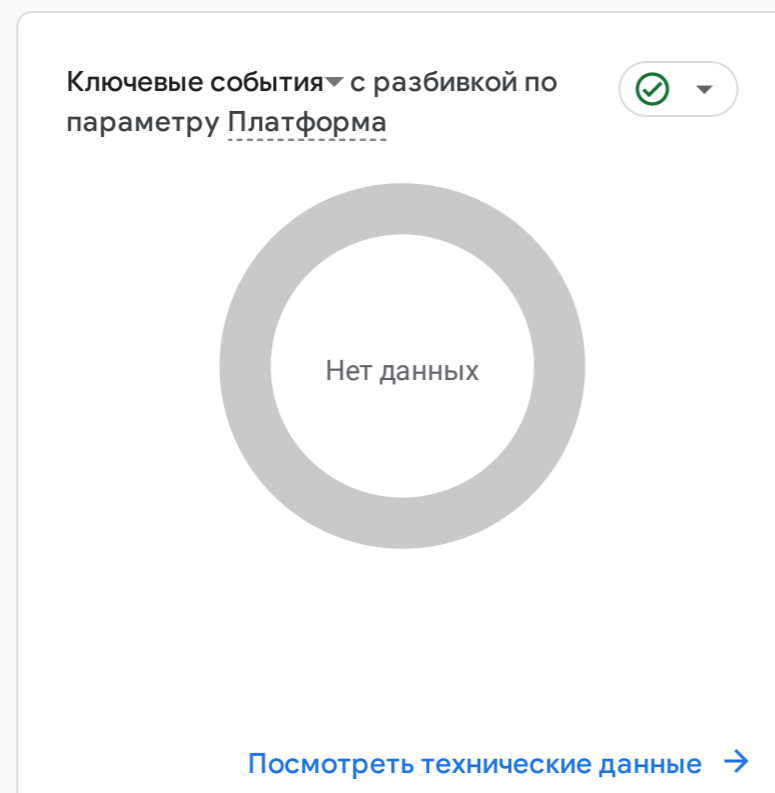 Ключевые события с разбивкой по
параметру Платформа
Нет данных
Посмотреть технические данные